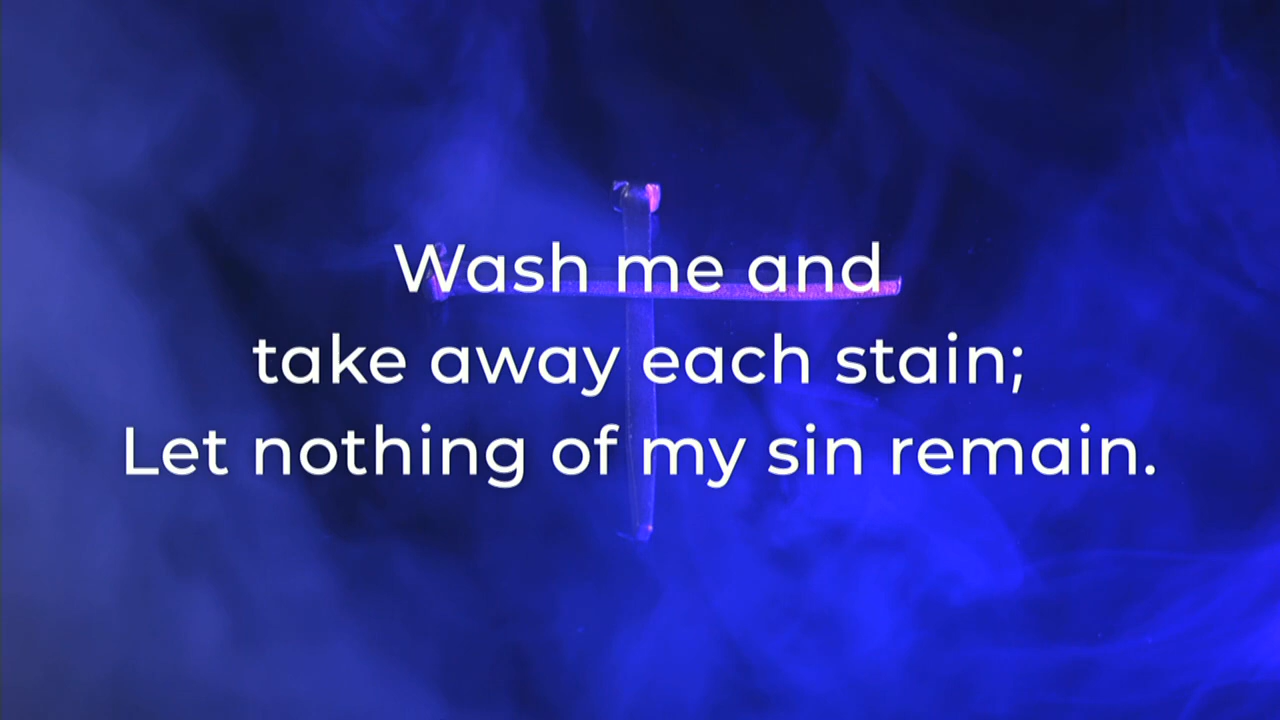 Wash me and
take away each stain;
Let nothing of my sin remain.